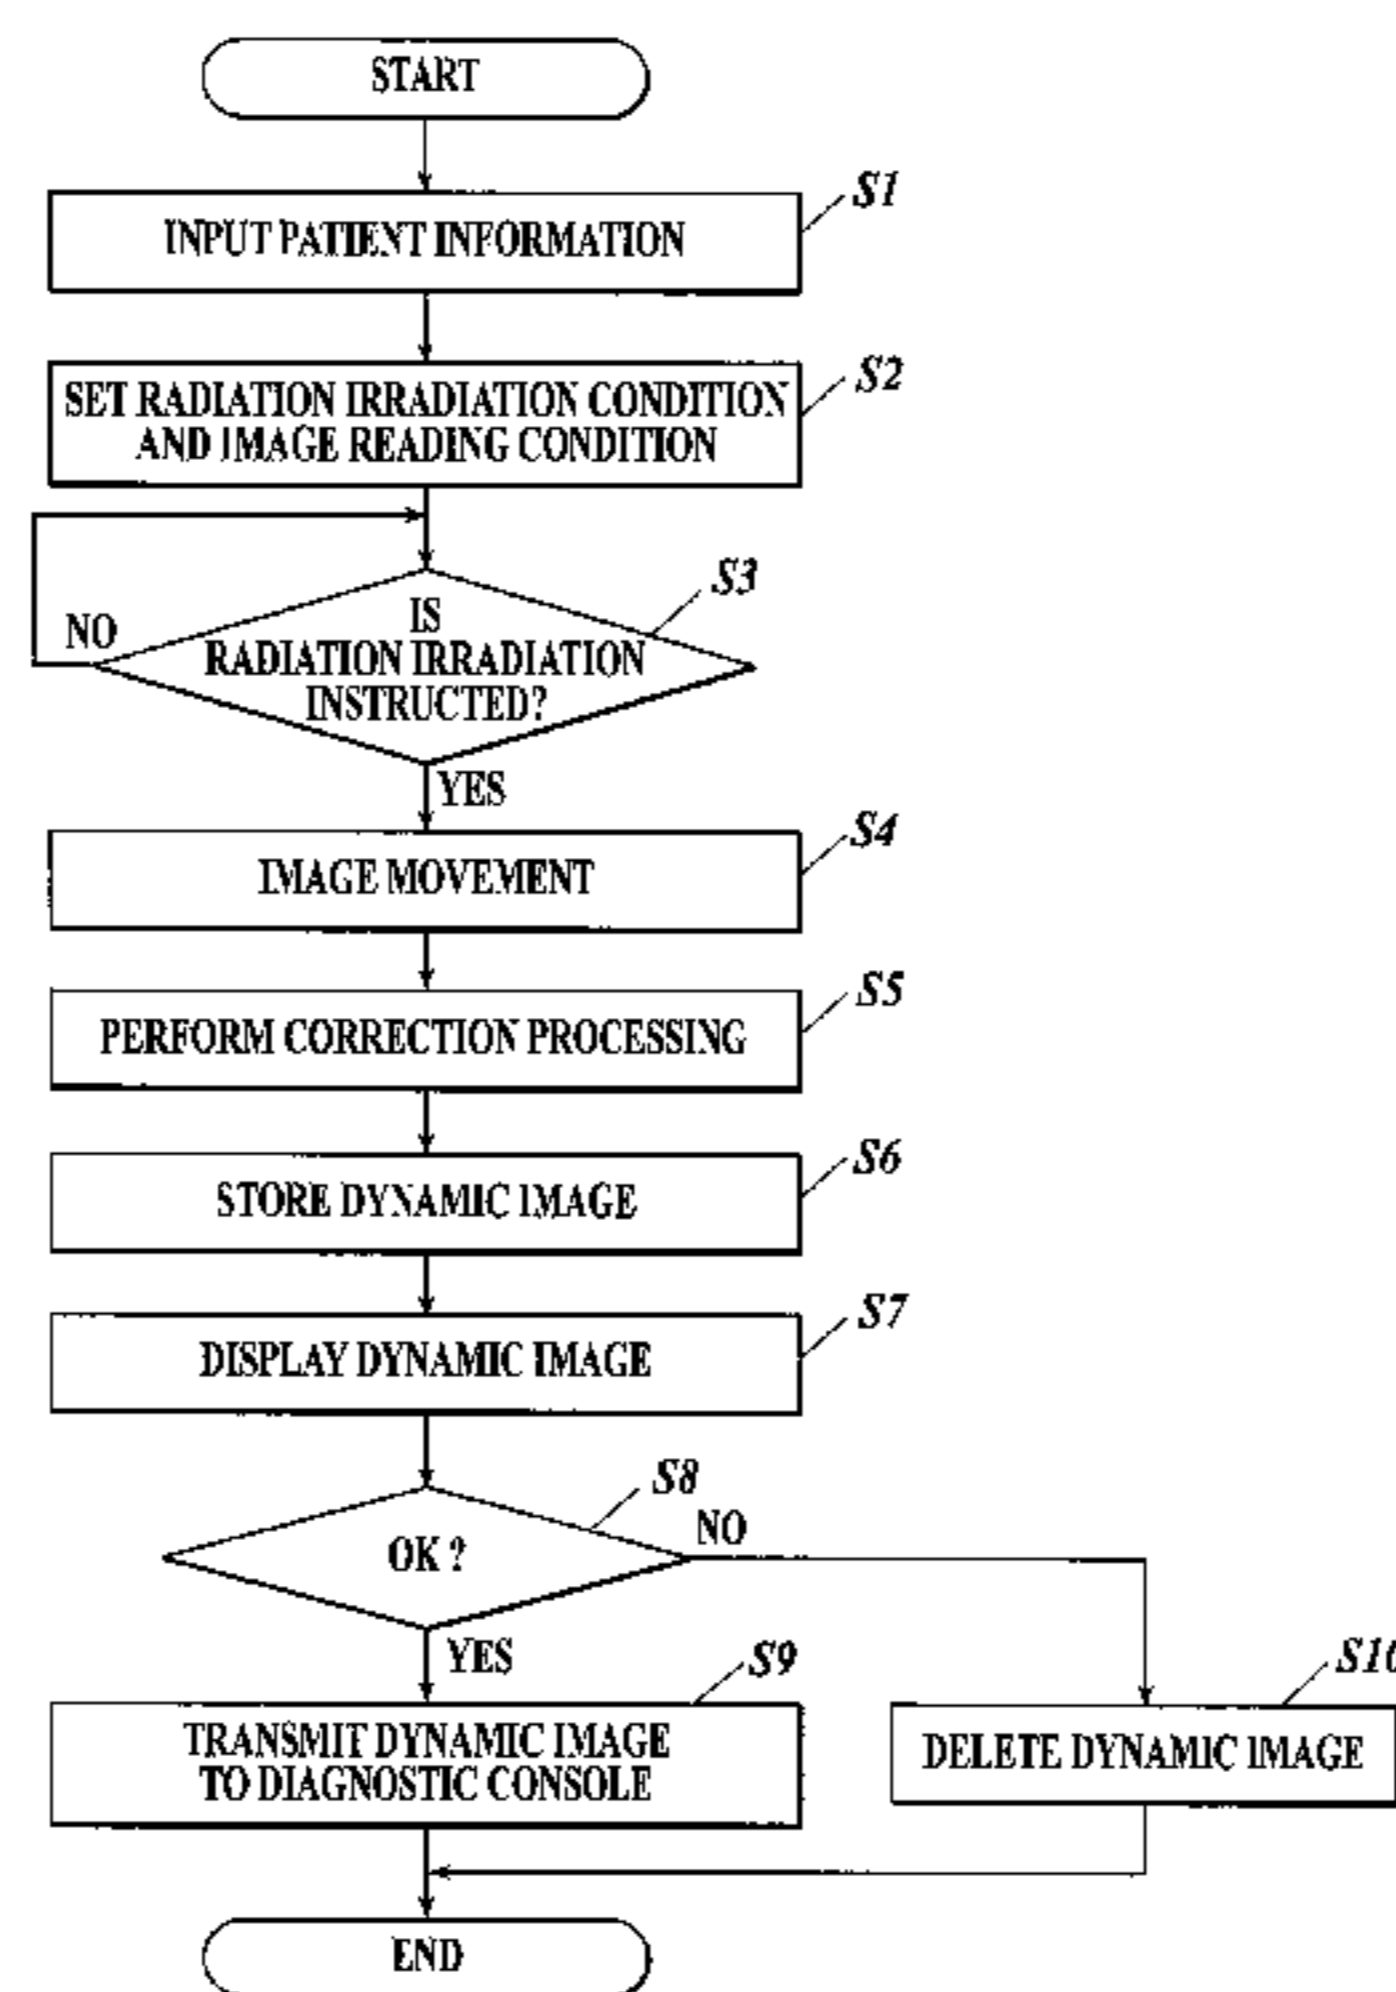 START
S1
INPUT PATIENT INFORMATION
S2
SET RADIATION IRRADIATION CONDITION
AND IMAGE READING CONDITION
S3
NO
IS
RADIATION IRRADIATION
INSTRUCTED?
YES
S4
IMAGE MOVEMENT
S5
PERFORM CORRECTION PROCESSING
S6
STORE DYNAMIC IMAGE
S7
DISPLAY DYNAMIC IMAGE
S8
OK ?
NO
YES
S9
TRANSMIT DYNAMIC IMAGE
TO DIAGNOSTIC CONSOLE
S10
DELETE DYNAMIC IMAGE
END